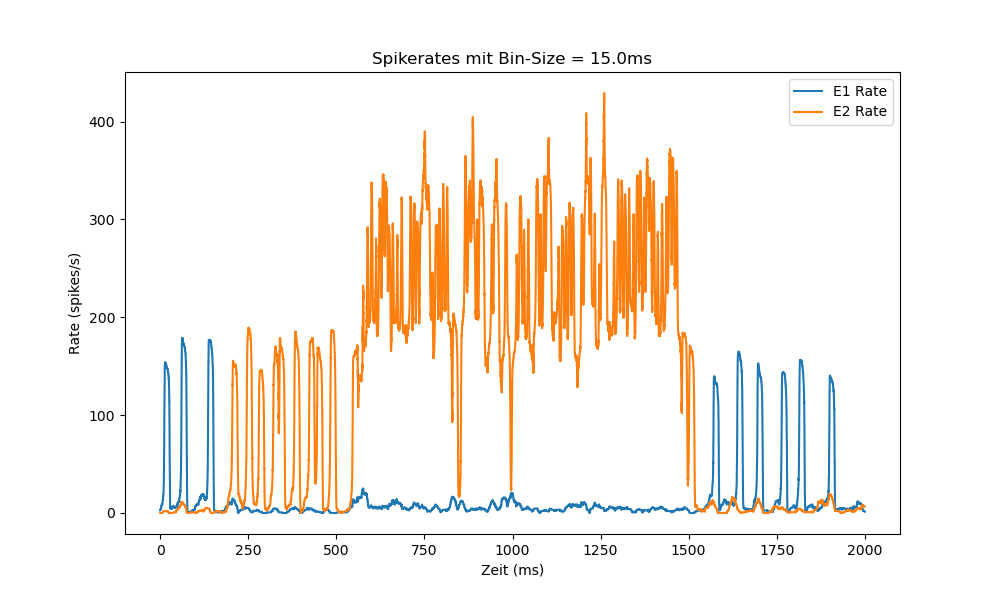 Spikerates mit Bin-Size = 15.0ms
E1 Rate
E2 Rate
Rate (spikes/s)
400
300
200
100
0
0 250 500 750 1000 1250 1500 1750 2000
Zeit (ms)